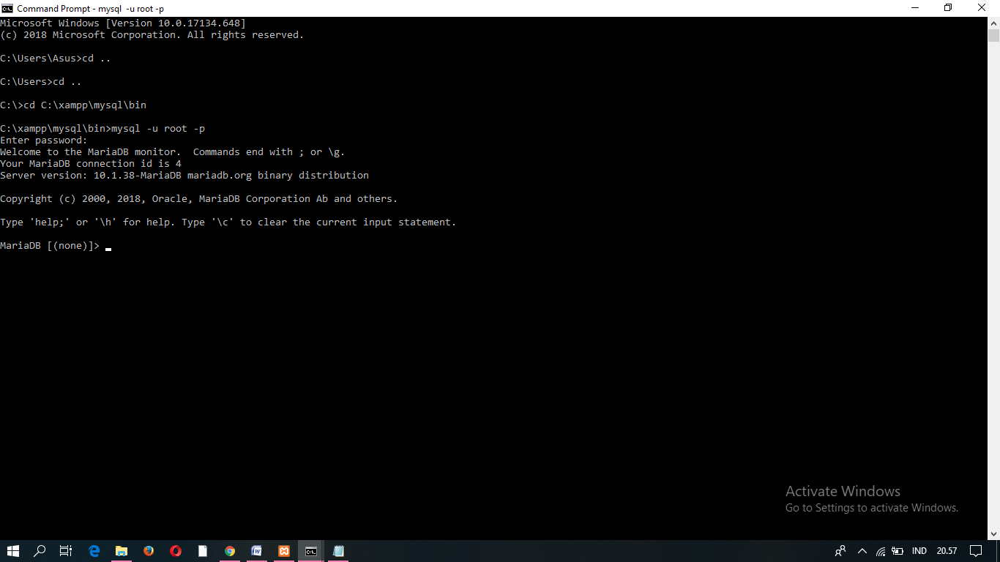 Command Prompt - mysql  -u root -p
Microsoft Windows [Version 10.0.17134.648]
(c) 2018 Microsoft Corporation. All rights reserved.
C:\Users\Asus>cd ..
C:\Users>cd ..
C:\>cd C:\xampp\mysql\bin
C:\xampp\mysql\bin>mysql -u root -p
Enter password:
Welcome to the MariaDB monitor.  Commands end with ; or \g.
Your MariaDB connection id is 4
Server version: 10.1.38-MariaDB mariadb.org binary distribution
Copyright (c) 2000, 2018, Oracle, MariaDB Corporation Ab and others.
Type 'help;' or '\h' for help. Type '\c' to clear the current input statement.
MariaDB [(none)]>
Activate Windows
Go to Settings to activate Windows.
IND 20.57